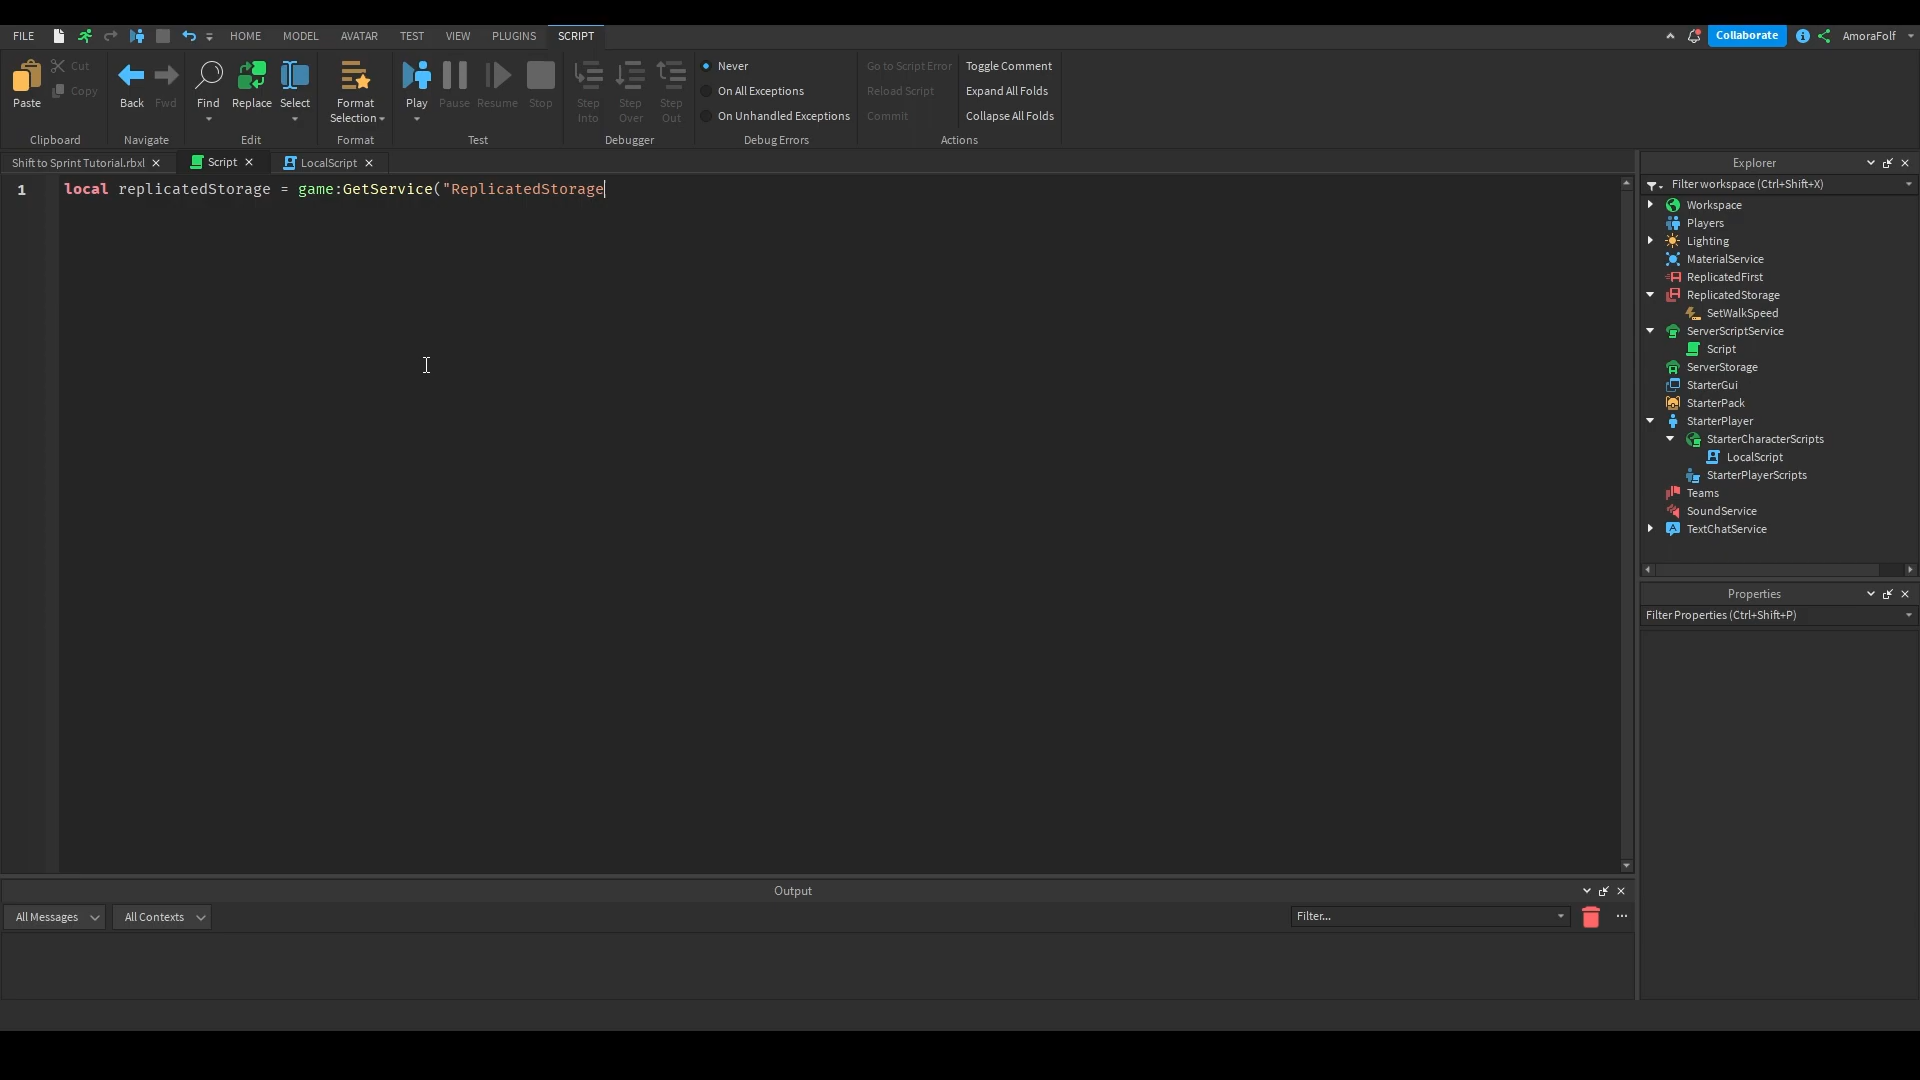 FILE HOME MODEL AVATAR TEST VIEW PLUGINS SCRIPT Collaborate AmoraFolf
Paste Cut Copy
Clipboard
Back Fwd
Navigate
Find Replace Select
Edit
Format Selection
Format
Play Pause Resume Stop
Test
Step Into Step Over Step Out
Debugger
Never
On All Exceptions
On Unhandled Exceptions
Debug Errors
Go to Script Error Toggle Comment
Reload Script Expand All Folds
Commit Collapse All Folds
Actions
Shift to Sprint Tutorial.rbxl Script LocalScript
1 local replicatedStorage = game:GetService("ReplicatedStorage
Explorer
Filter workspace (Ctrl+Shift+X)
Workspace
Players
Lighting
MaterialService
ReplicatedFirst
ReplicatedStorage
SetWalkSpeed
ServerScriptService
Script
ServerStorage
StarterGui
StarterPack
StarterPlayer
StarterCharacterScripts
LocalScript
StarterPlayerScripts
Teams
SoundService
TextChatService
Properties
Filter Properties (Ctrl+Shift+P)
Output
All Messages All Contexts Filter...